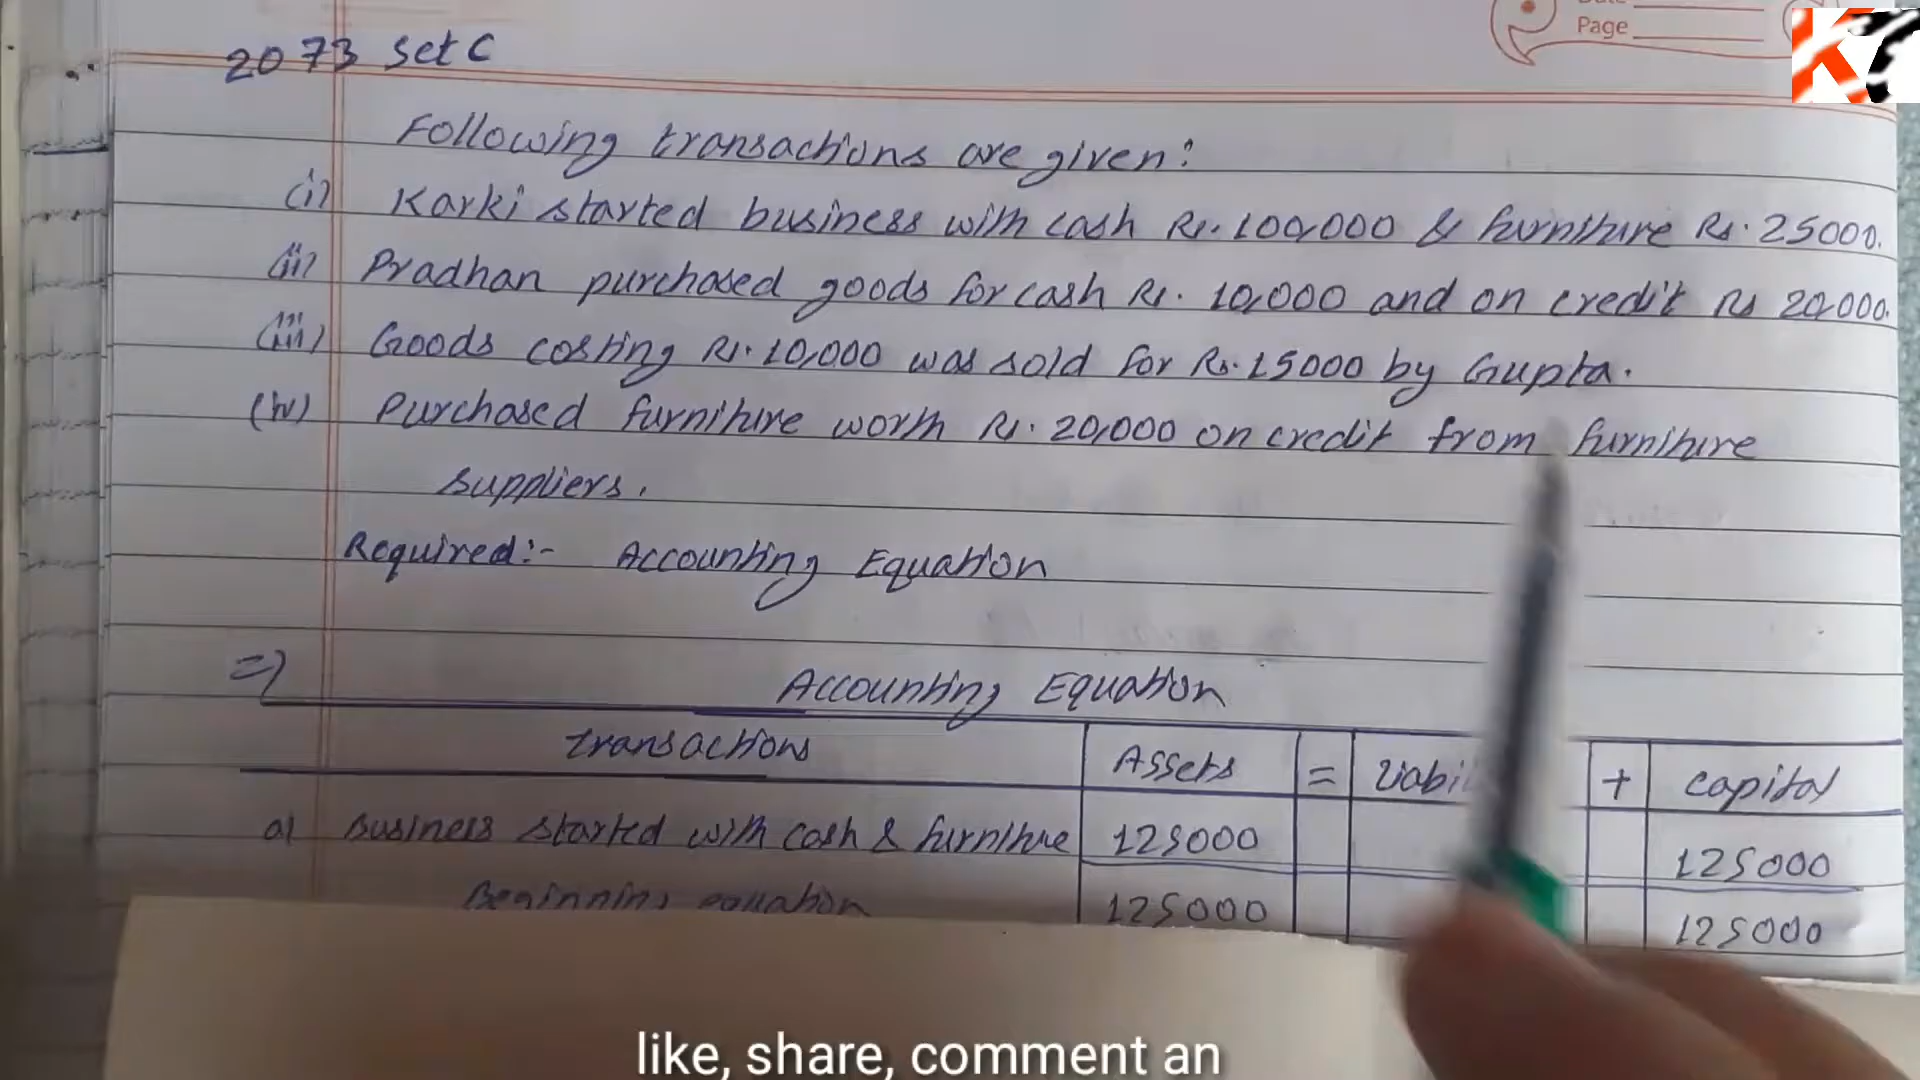 Page
2073 Set C
Following transactions are given:
(i) Karki started business with cash Rs. 100,000 & furniture Rs. 25000.
(ii) Pradhan purchased goods for cash Rs. 10,000 and on credit Rs 20,000.
(iii) Goods costing Rs. 10,000 was sold for Rs. 15000 by Gupta.
(iv) Purchased furniture worth Rs. 20,000 on credit from furniture
suppliers.
Required:- Accounting Equation
=) Accounting Equation
transactions Assets = + capital
a) Business started with cash & furniture 125000 125000
Beginning equation 125000 125000
like, share, comment an